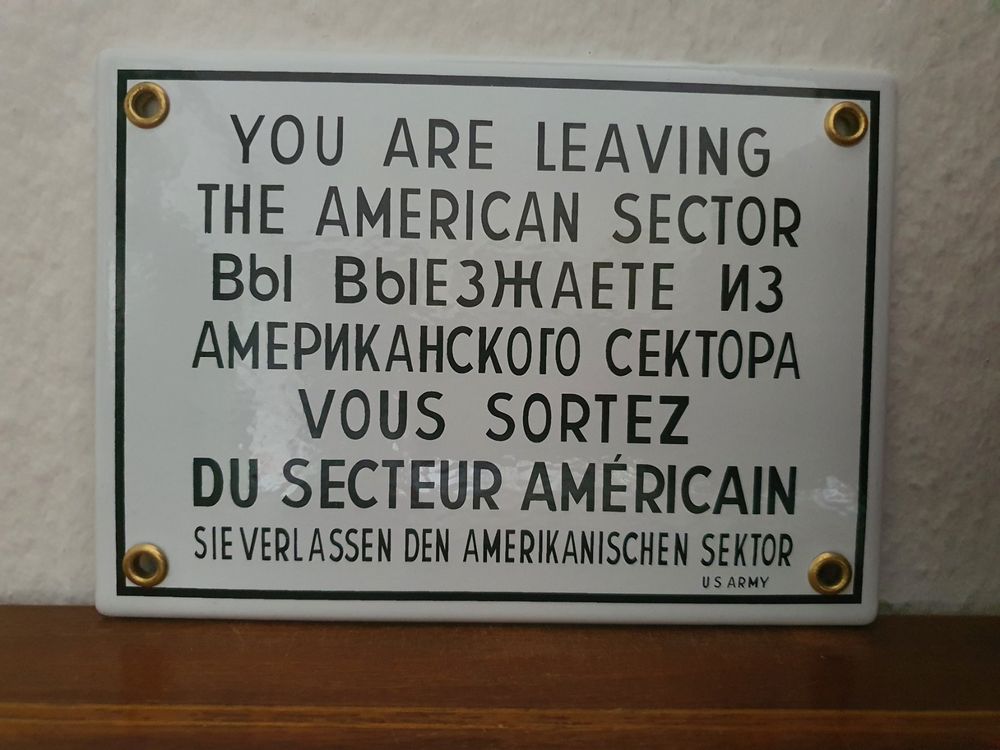 YOU ARE LEAVING
THE AMERICAN SECTOR
ВЫ ВЫЕЗЖАЕТЕ ИЗ
АМЕРИКАНСКОГО СЕКТОРА
VOUS SORTEZ
DU SECTEUR AMÉRICAIN
SIE VERLASSEN DEN AMERIKANISCHEN SEKTOR
US ARMY